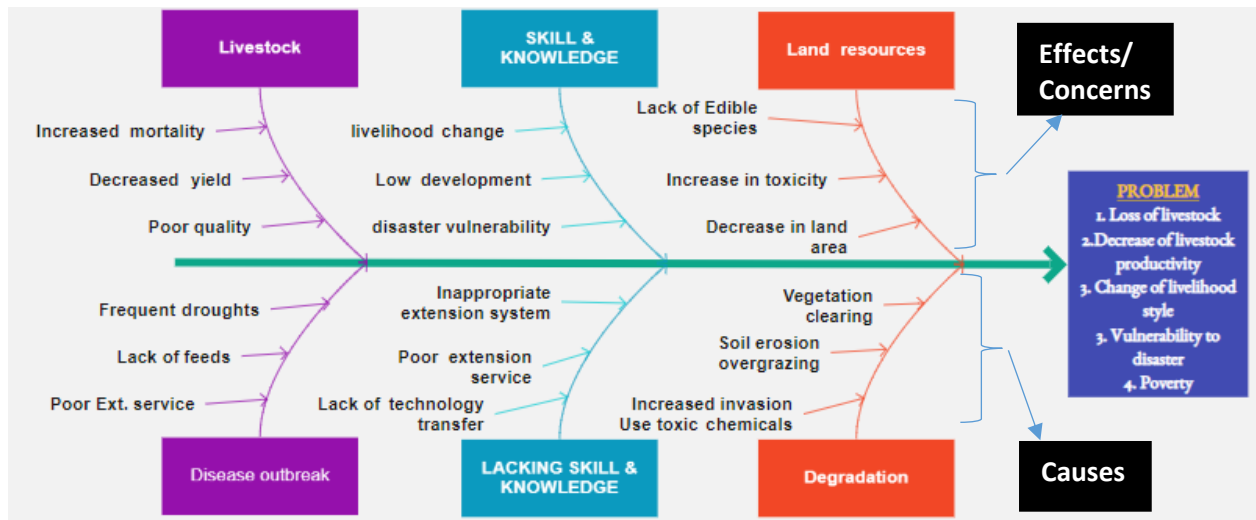 Livestock
SKILL &
KNOWLEDGE
Land resources
Effects/
Concerns
Increased mortality
Decreased yield
Poor quality
livelihood change
Low development
disaster vulnerability
Lack of Edible
species
Increase in toxicity
Decrease in land
area
PROBLEM
1. Loss of livestock
2.Decrease of livestock
productivity
3. Change of livelihood
style
3. Vulnerability to
disaster
4. Poverty
Frequent droughts
Lack of feeds
Poor Ext. service
Inappropriate
extension system
Poor extension
service
Lack of technology
transfer
Vegetation
clearing
Soil erosion
overgrazing
Increased invasion
Use toxic chemicals
Disease outbreak
LACKING SKILL &
KNOWLEDGE
Degradation
Causes